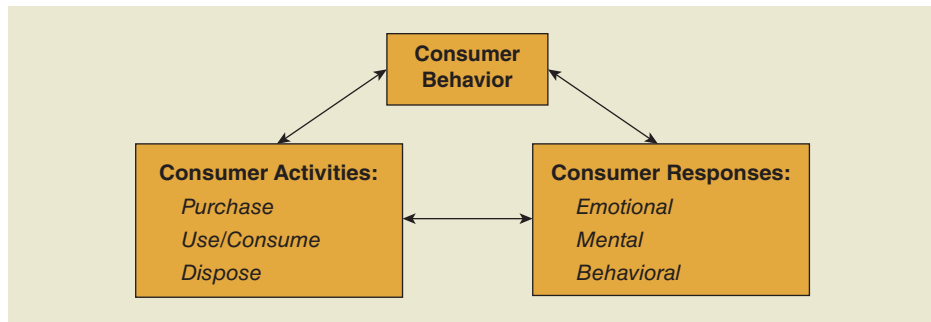 Consumer
Behavior
Consumer Activities:
Purchase
Use/Consume
Dispose
Consumer Responses:
Emotional
Mental
Behavioral